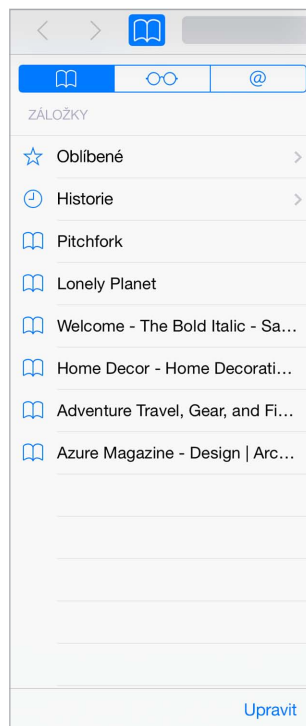 @
ZÁLOŽKY
Oblíbené
Historie
Pitchfork
Lonely Planet
Welcome - The Bold Italic - Sa...
Home Decor - Home Decorati...
Adventure Travel, Gear, and Fi...
Azure Magazine - Design | Arc...
Upravit